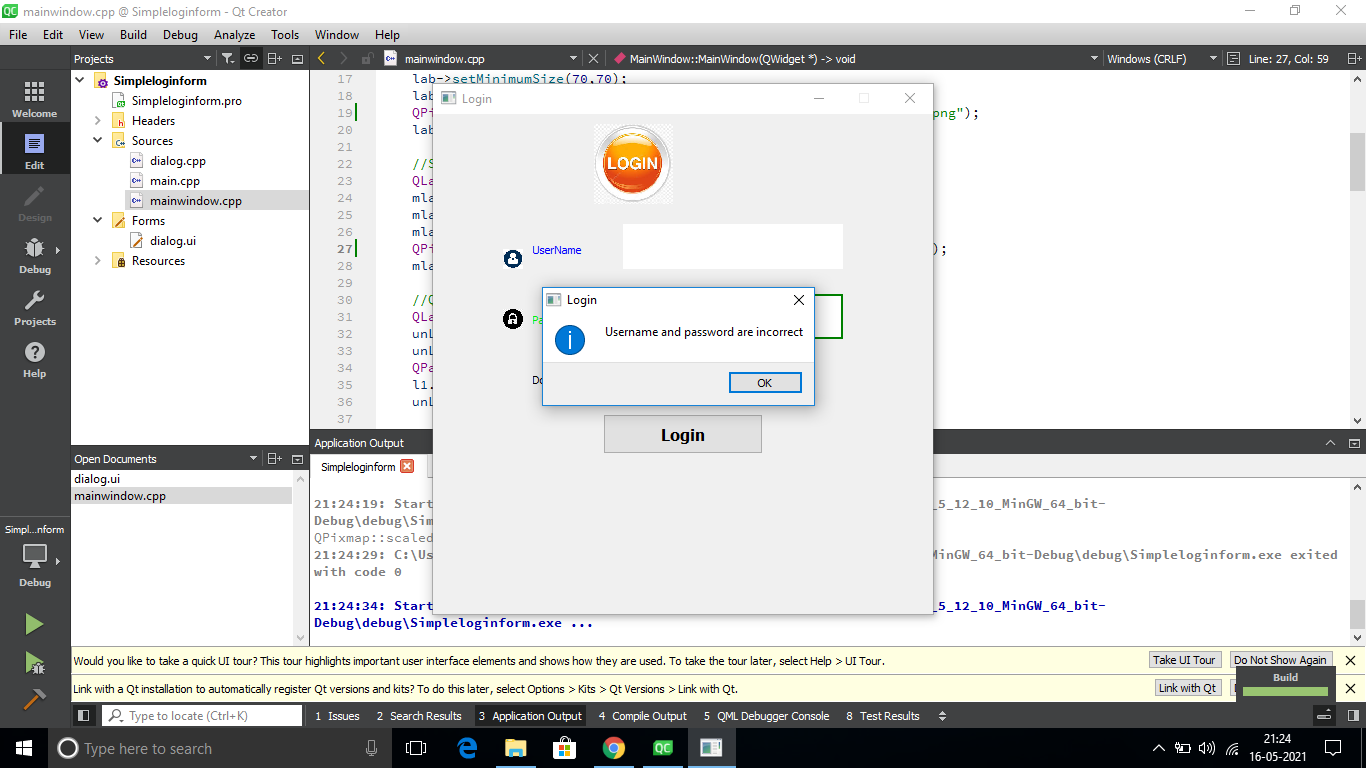 mainwindow.cpp @ Simpleloginform - Qt Creator
File Edit View Build Debug Analyze Tools Window Help
Projects
mainwindow.cpp
MainWindow::MainWindow(QWidget *) -> void
Windows (CRLF)
Line: 27, Col: 59
Welcome
Edit
Design
Debug
Projects
Help
Simpl...nform
Debug
Simpleloginform
Simpleloginform.pro
Headers
Sources
dialog.cpp
main.cpp
mainwindow.cpp
Forms
dialog.ui
Resources
Open Documents
dialog.ui
mainwindow.cpp
17 lab->setMinimumSize(70,70);
18 lab
19 QPi png");
20 lab
21
22 //S
23 QLa
24 mla
25 mla
26 mla
27 QPi );
28 mla
29
30 //Q
31 QLa
32 unL
33 unL
34 QPa
35 l1.
36 unL
37
Login
LOGIN
UserName
Pa
Do
Login
Login
Username and password are incorrect
OK
Application Output
Simpleloginform
21:24:19: Start _5_12_10_MinGW_64_bit-
Debug\debug\Sim
QPixmap::scaled
21:24:29: C:\Us MinGW_64_bit-Debug\debug\Simpleloginform.exe exited
with code 0
21:24:34: Start _5_12_10_MinGW_64_bit-
Debug\debug\Simpleloginform.exe ...
Would you like to take a quick UI tour? This tour highlights important user interface elements and shows how they are used. To take the tour later, select Help > UI Tour.
Take UI Tour
Do Not Show Again
Link with a Qt installation to automatically register Qt versions and kits? To do this later, select Options > Kits > Qt Versions > Link with Qt.
Link with Qt
Build
Type to locate (Ctrl+K)
1 Issues
2 Search Results
3 Application Output
4 Compile Output
5 QML Debugger Console
8 Test Results
Type here to search
21:24
16-05-2021